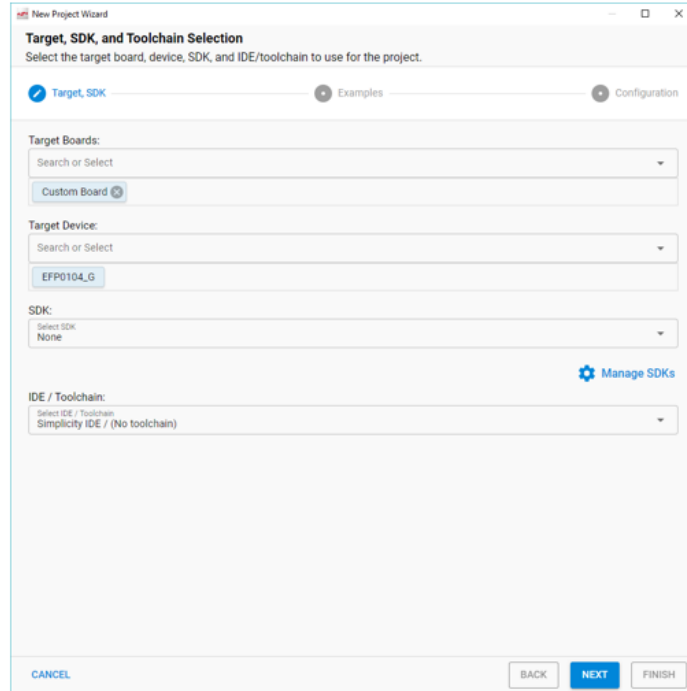 New Project Wizard
Target, SDK, and Toolchain Selection
Select the target board, device, SDK, and IDE/toolchain to use for the project.
Target, SDK
Examples
Configuration
Target Boards:
Search or Select
Custom Board
Target Device:
Search or Select
EFP0104_G
SDK:
Select SDK
None
Manage SDKs
IDE / Toolchain:
Select IDE / Toolchain
Simplicity IDE / (No toolchain)
CANCEL
BACK
NEXT
FINISH